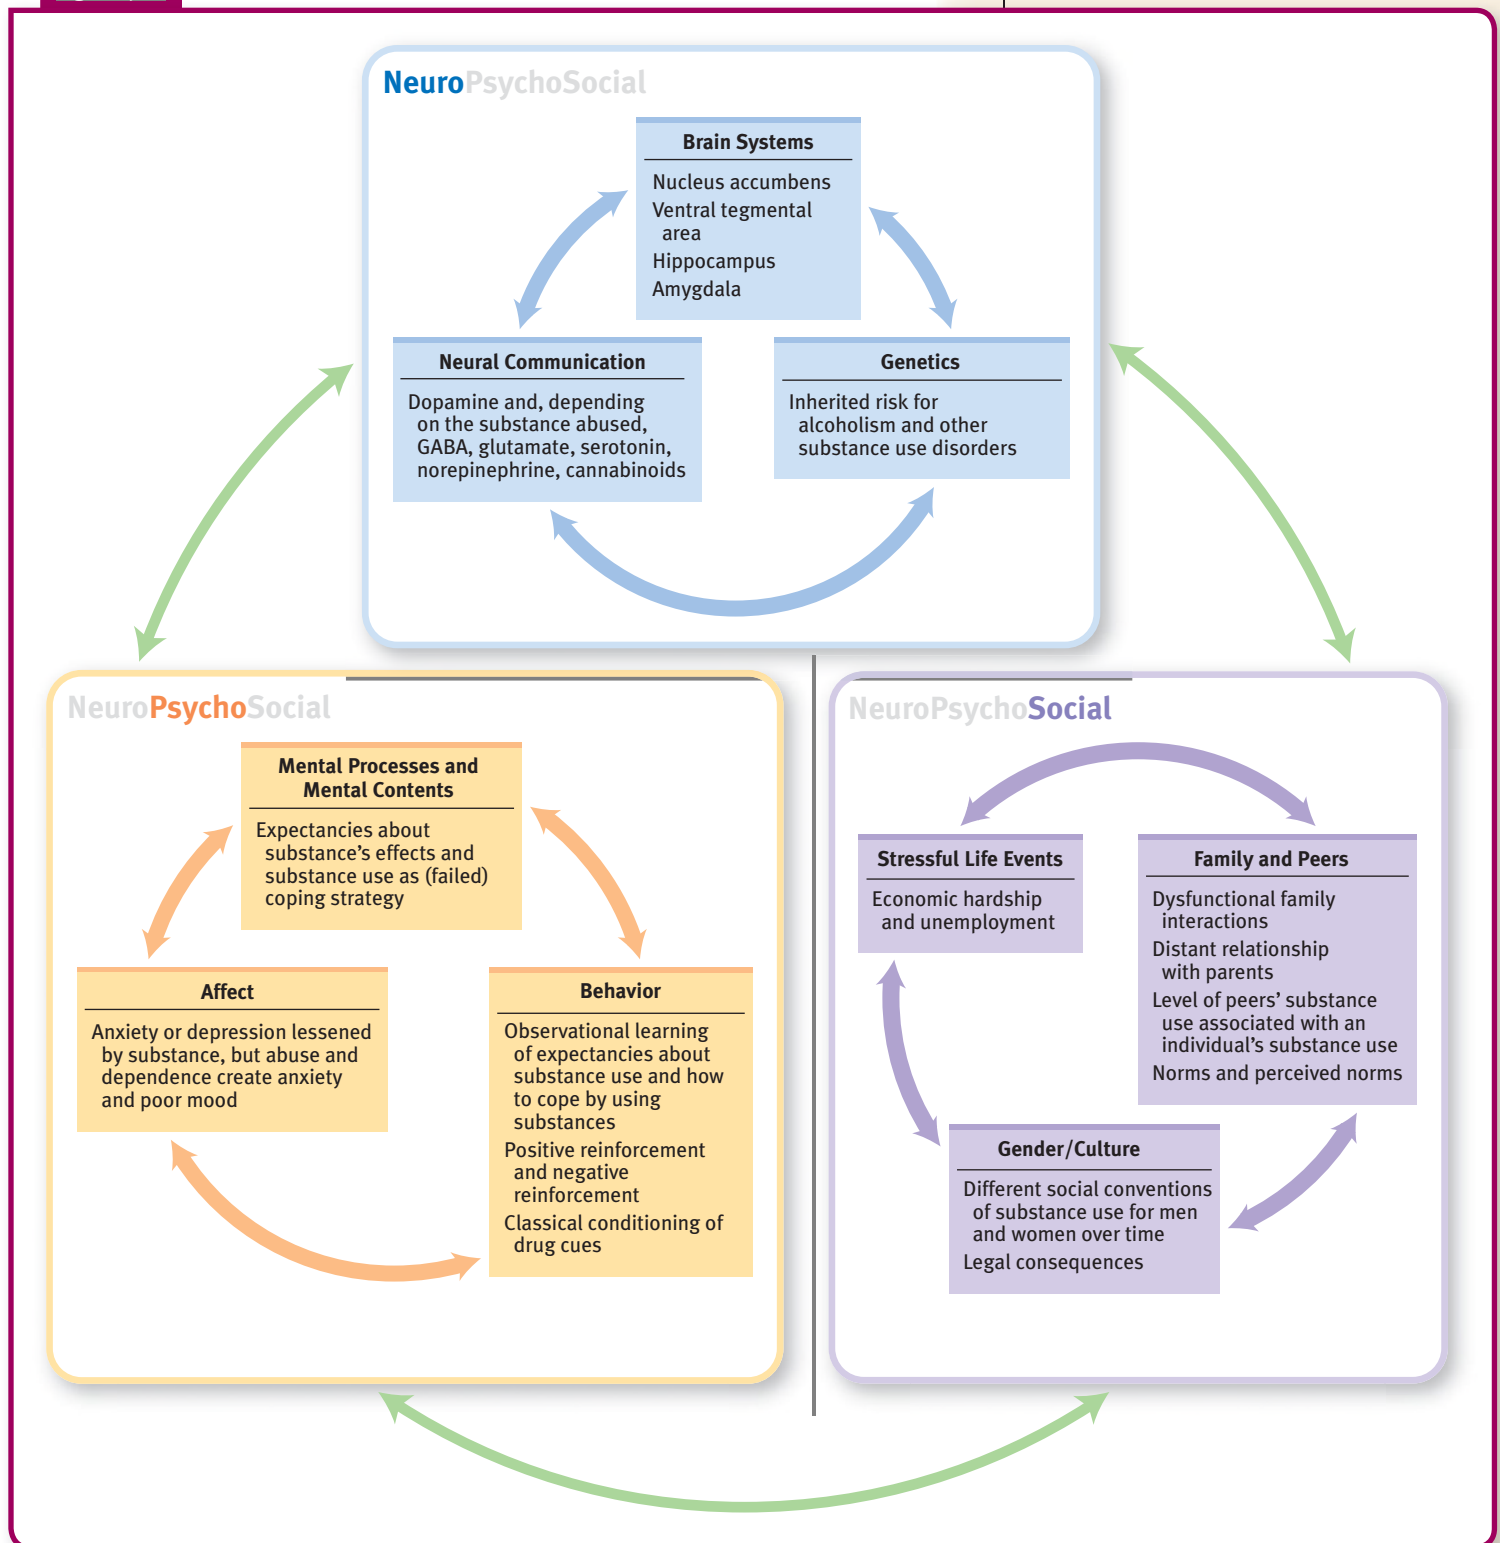 NeuroPsychoSocial
Brain Systems
Nucleus accumbens
Ventral tegmental
area
Hippocampus
Amygdala
Neural Communication
Dopamine and, depending
on the substance abused,
GABA, glutamate, serotonin,
norepinephrine, cannabinoids
Genetics
Inherited risk for
alcoholism and other
substance use disorders
NeuroPsychoSocial
Mental Processes and
Mental Contents
Expectancies about
substance's effects and
substance use as (failed)
coping strategy
Affect
Anxiety or depression lessened
by substance, but abuse and
dependence create anxiety
and poor mood
Behavior
Observational learning
of expectancies about
substance use and how
to cope by using
substances
Positive reinforcement
and negative
reinforcement
Classical conditioning of
drug cues
NeuroPsychoSocial
Stressful Life Events
Economic hardship
and unemployment
Family and Peers
Dysfunctional family
interactions
Distant relationship
with parents
Level of peers' substance
use associated with an
individual's substance use
Norms and perceived norms
Gender/Culture
Different social conventions
of substance use for men
and women over time
Legal consequences